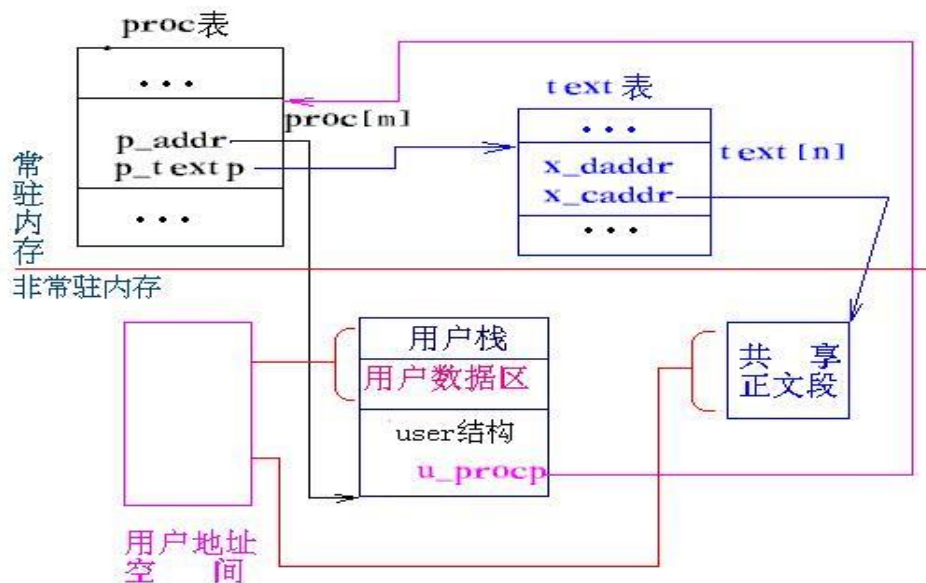 proc表
...
p_addr
p_textp
...
proc[m]
text表
...
x_daddr
x_caddr
...
text[n]
常驻内存
非常驻内存
用户栈
用户数据区
user结构
u_procp
共 享
正文段
用户地址
空 间